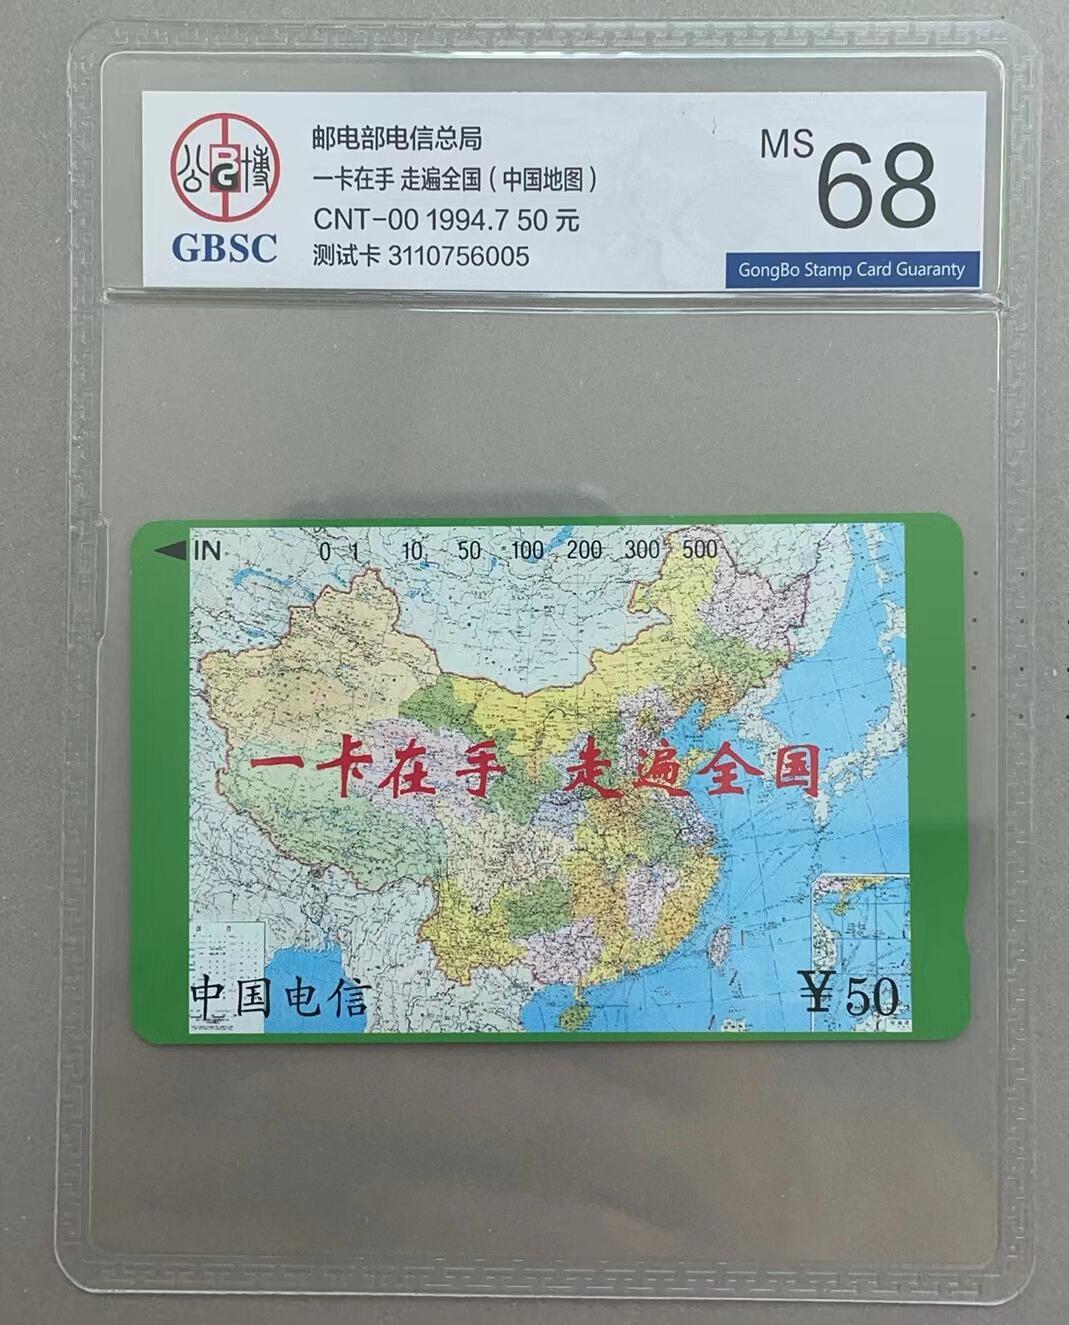 公博
BG
GBSC
邮电部电信总局
一卡在手 走遍全国(中国地图)
CNT-00 1994.7 50 元
测试卡 3110756005
MS 68
GongBo Stamp Card Guaranty
IN
0 1 10 50 100 200 300 500
一卡在手 走遍全国
中国电信
¥50